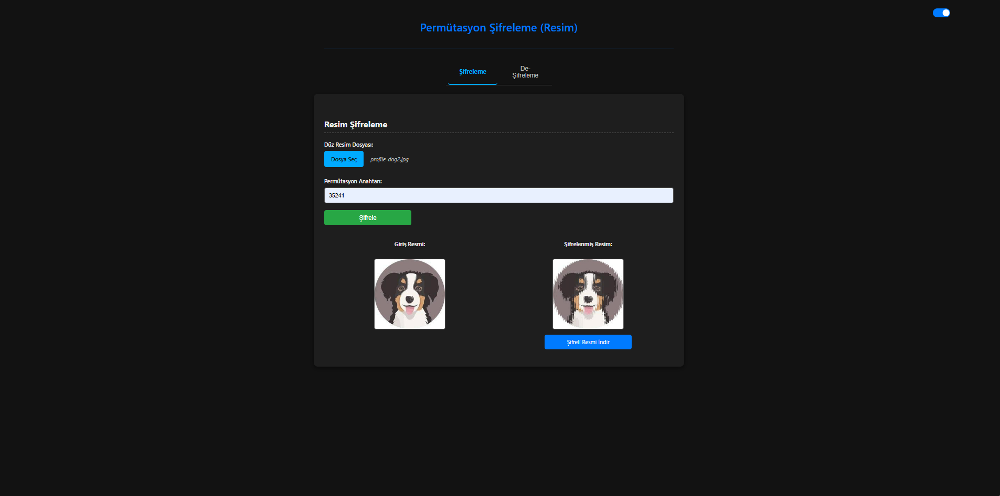 Permütasyon Şifreleme (Resim)
Şifreleme
De-
Şifreleme
Resim Şifreleme
Düz Resim Dosyası:
Dosya Seç
profile-dog2.jpg
Permütasyon Anahtarı:
35241
Şifrele
Giriş Resmi:
Şifrelenmiş Resim:
Şifreli Resmi İndir